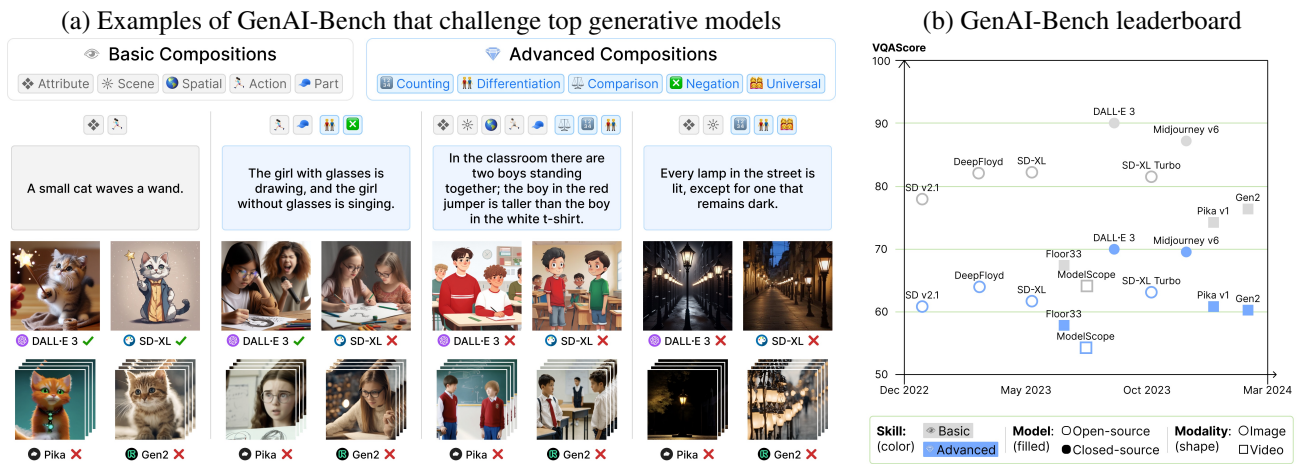 (a) Examples of GenAI-Bench that challenge top generative models
Basic Compositions
Attribute Scene Spatial Action Part
Advanced Compositions
Counting Differentiation Comparison Negation Universal
A small cat waves a wand.
The girl with glasses is
drawing, and the girl
without glasses is singing.
In the classroom there are
two boys standing
together; the boy in the red
jumper is taller than the boy
in the white t-shirt.
Every lamp in the street is
lit, except for one that
remains dark.
DALL·E 3 SD-XL DALL·E 3 SD-XL DALL·E 3 SD-XL DALL·E 3 SD-XL
Pika Gen2 Pika Gen2 Pika Gen2 Pika Gen2
(b) GenAI-Bench leaderboard
VQAScore
100
90
80
70
60
50
DALL·E 3
Midjourney v6
DeepFloyd
SD-XL
SD-XL Turbo
SD v2.1
Gen2
Pika v1
DALL·E 3
Midjourney v6
Floor33
ModelScope
DeepFloyd
SD-XL
SD-XL Turbo
SD v2.1
Pika v1
Gen2
Floor33
ModelScope
Dec 2022 May 2023 Oct 2023 Mar 2024
Skill: Basic Model: Open-source Modality: Image
(color) Advanced (filled) Closed-source (shape) Video